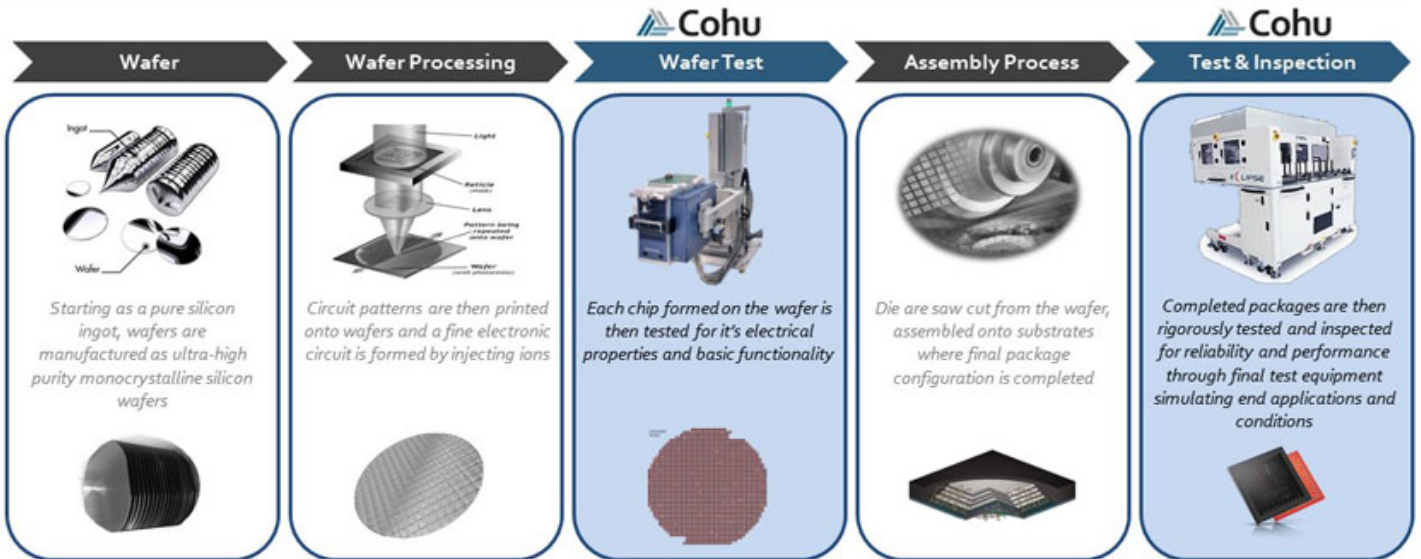 Cohu
Cohu
Wafer
Wafer Processing
Wafer Test
Assembly Process
Test & Inspection
Ingot
Wafer
Starting as a pure silicon
ingot, wafers are
manufactured as ultra-high
purity monocrystalline silicon
wafers
Light
Reticle
(mask)
Lens
Pattern being
repeated
onto wafer
Wafer
(with photoresist)
Circuit patterns are then printed
onto wafers and a fine electronic
circuit is formed by injecting ions
Each chip formed on the wafer is
then tested for it's electrical
properties and basic functionality
Die are saw cut from the wafer,
assembled onto substrates
where final package
configuration is completed
ECLIPSE
Completed packages are then
rigorously tested and inspected
for reliability and performance
through final test equipment
simulating end applications and
conditions